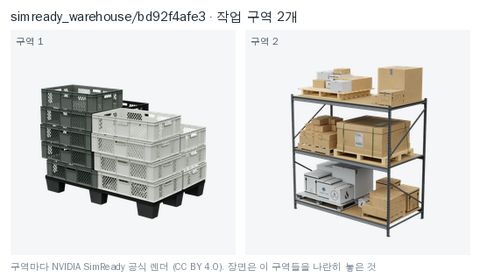 simready_warehouse/bd92f4afe3 · 작업 구역 2개
구역 1
구역 2
구역마다 NVIDIA SimReady 공식 렌더 (CC BY 4.0). 장면은 이 구역들을 나란히 놓은 것